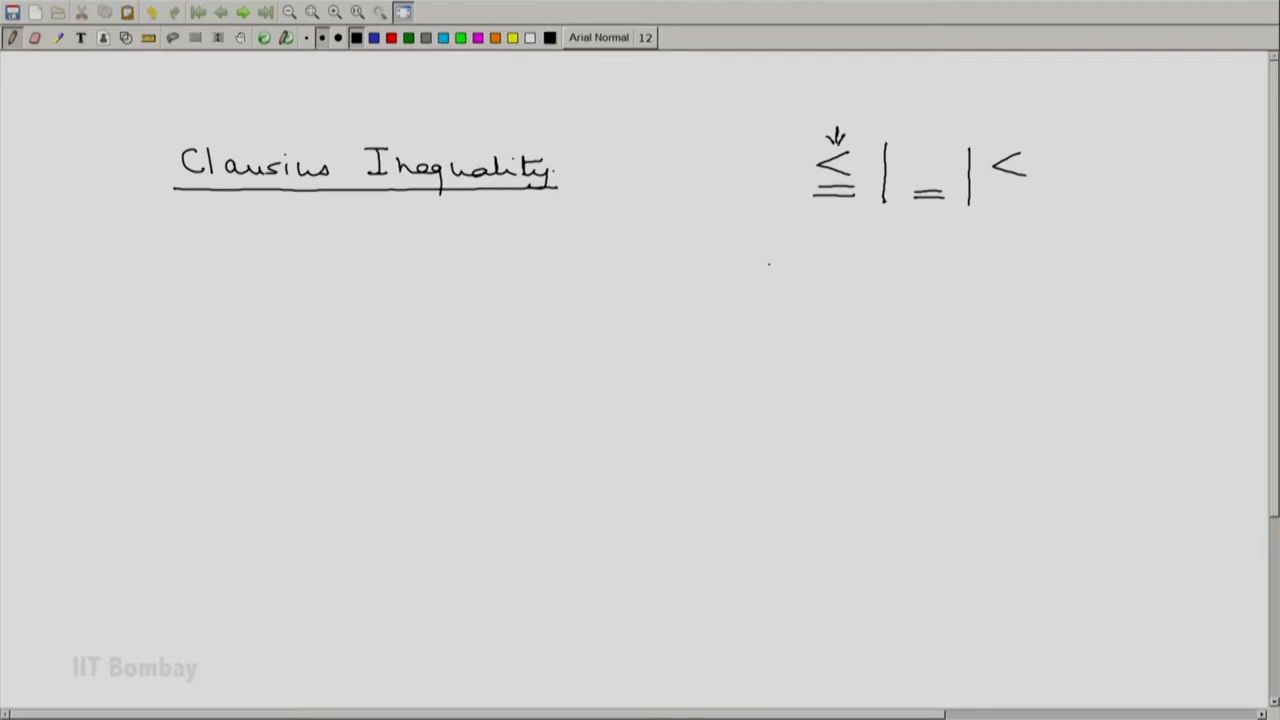 Arial Normal 12
Clausius Inequality.
≤ | = | <
IIT Bombay